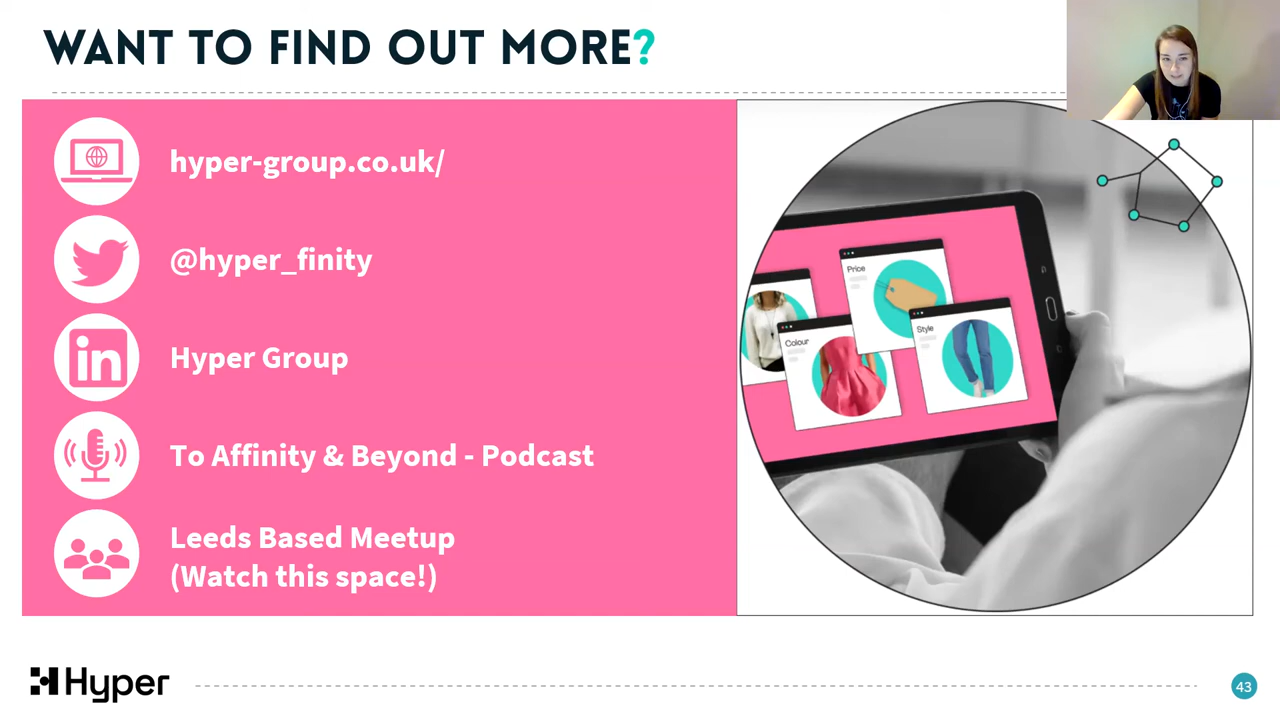 WANT TO FIND OUT MORE?
hyper-group.co.uk/
@hyper_finity
in
Hyper Group
To Affinity & Beyond - Podcast
Leeds Based Meetup
(Watch this space!)
Price
Colour
Style
Hyper
43